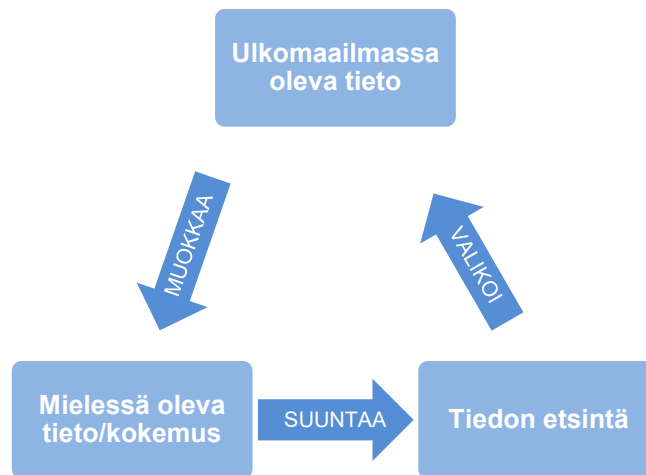 Ulkomaailmassa
oleva tieto
MUOKKAA
VALIKOI
Mielessä oleva
tieto/kokemus
SUUNTAA
Tiedon etsintä